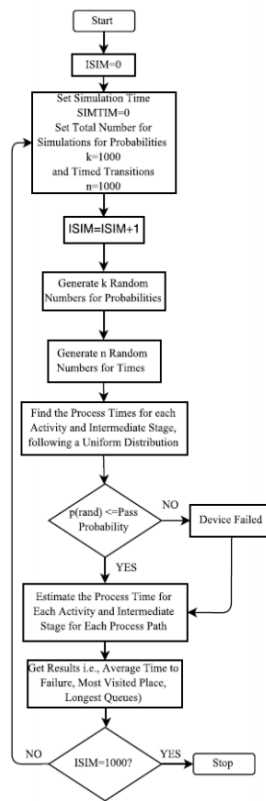 Start
ISIM=0
Set Simulation Time
SIMTIM=0
Set Total Number for
Simulations for Probabilities
k=1000
and Timed Transitions
n=1000
ISIM=ISIM+1
Generate k Random
Numbers for Probabilities
Generate n Random
Numbers for Times
Find the Process Times for each
Activity and Intermediate Stage,
following a Uniform Distribution
p(rand) <=Pass
Probability
NO
Device Failed
YES
Estimate the Process Time for
Each Activity and Intermediate
Stage for Each Process Path
Get Results i.e., Average Time to
Failure, Most Visited Place,
Longest Queues)
NO
ISIM=1000?
YES
Stop